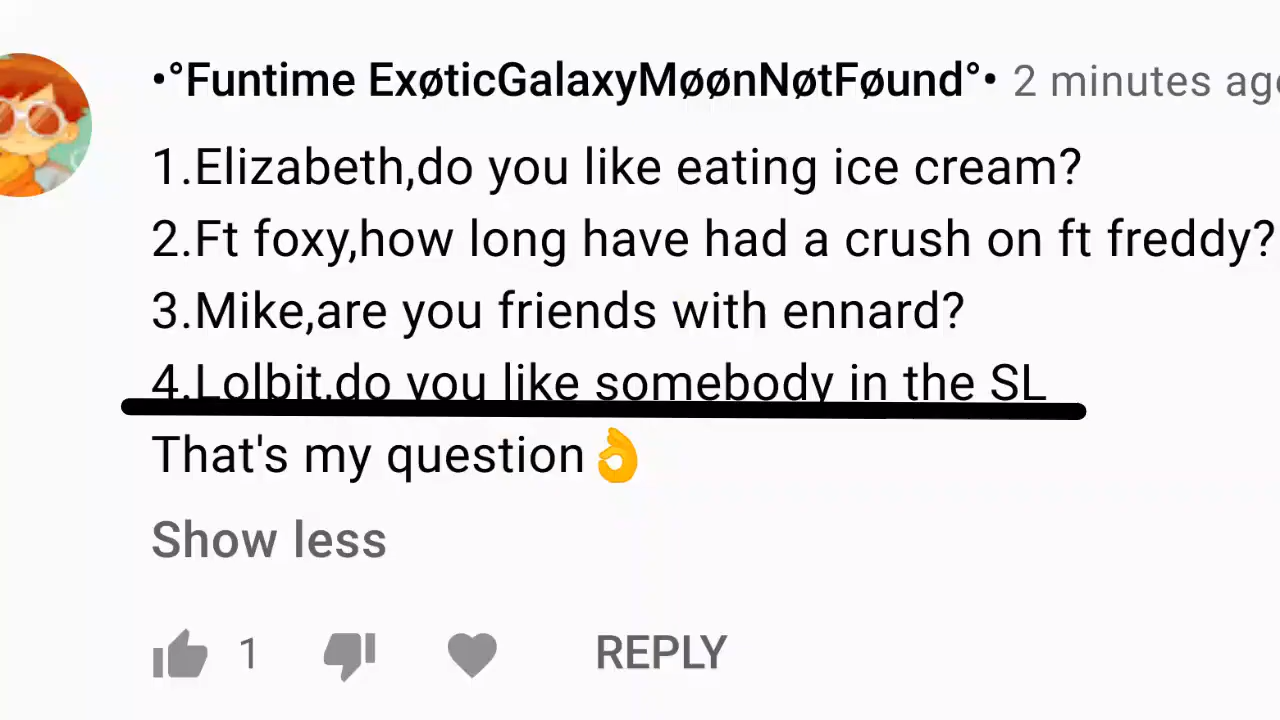 •°Funtime ExøticGalaxyMøønNøtFøund°• 2 minutes ago
1.Elizabeth,do you like eating ice cream?
2.Ft foxy,how long have had a crush on ft freddy?
3.Mike,are you friends with ennard?
4.Lolbit,do you like somebody in the SL
That's my question👌
Show less
1 REPLY